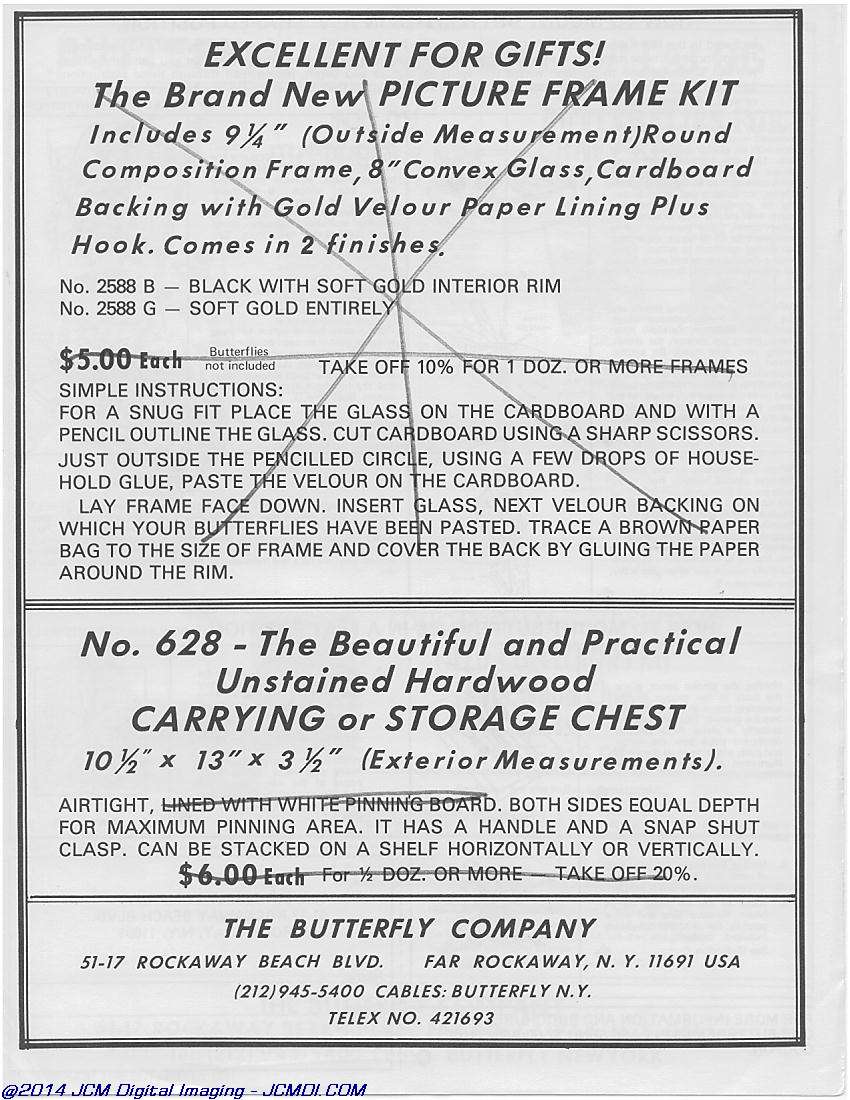 EXCELLENT FOR GIFTS!
The Brand New PICTURE FRAME KIT
Includes 9¼" (Outside Measurement)Round
Composition Frame, 8" Convex Glass, Cardboard
Backing with Gold Velour Paper Lining Plus
Hook. Comes in 2 finishes.
No. 2588 B — BLACK WITH SOFT GOLD INTERIOR RIM
No. 2588 G — SOFT GOLD ENTIRELY
$5.00 Each Butterflies not included TAKE OFF 10% FOR 1 DOZ. OR MORE FRAMES
SIMPLE INSTRUCTIONS:
FOR A SNUG FIT PLACE THE GLASS ON THE CARDBOARD AND WITH A
PENCIL OUTLINE THE GLASS. CUT CARDBOARD USING A SHARP SCISSORS.
JUST OUTSIDE THE PENCILLED CIRCLE, USING A FEW DROPS OF HOUSE-
HOLD GLUE, PASTE THE VELOUR ON THE CARDBOARD.
LAY FRAME FACE DOWN. INSERT GLASS, NEXT VELOUR BACKING ON
WHICH YOUR BUTTERFLIES HAVE BEEN PASTED. TRACE A BROWN PAPER
BAG TO THE SIZE OF FRAME AND COVER THE BACK BY GLUING THE PAPER
AROUND THE RIM.
No. 628 - The Beautiful and Practical
Unstained Hardwood
CARRYING or STORAGE CHEST
10½" x 13" x 3½" (Exterior Measurements).
AIRTIGHT, LINED WITH WHITE PINNING BOARD. BOTH SIDES EQUAL DEPTH
FOR MAXIMUM PINNING AREA. IT HAS A HANDLE AND A SNAP SHUT
CLASP. CAN BE STACKED ON A SHELF HORIZONTALLY OR VERTICALLY.
$6.00 Each For ½ DOZ. OR MORE — TAKE OFF 20%.
THE BUTTERFLY COMPANY
51-17 ROCKAWAY BEACH BLVD. FAR ROCKAWAY, N. Y. 11691 USA
(212)945-5400 CABLES: BUTTERFLY N.Y.
TELEX NO. 421693
@2014 JCM Digital Imaging - JCMDI.COM